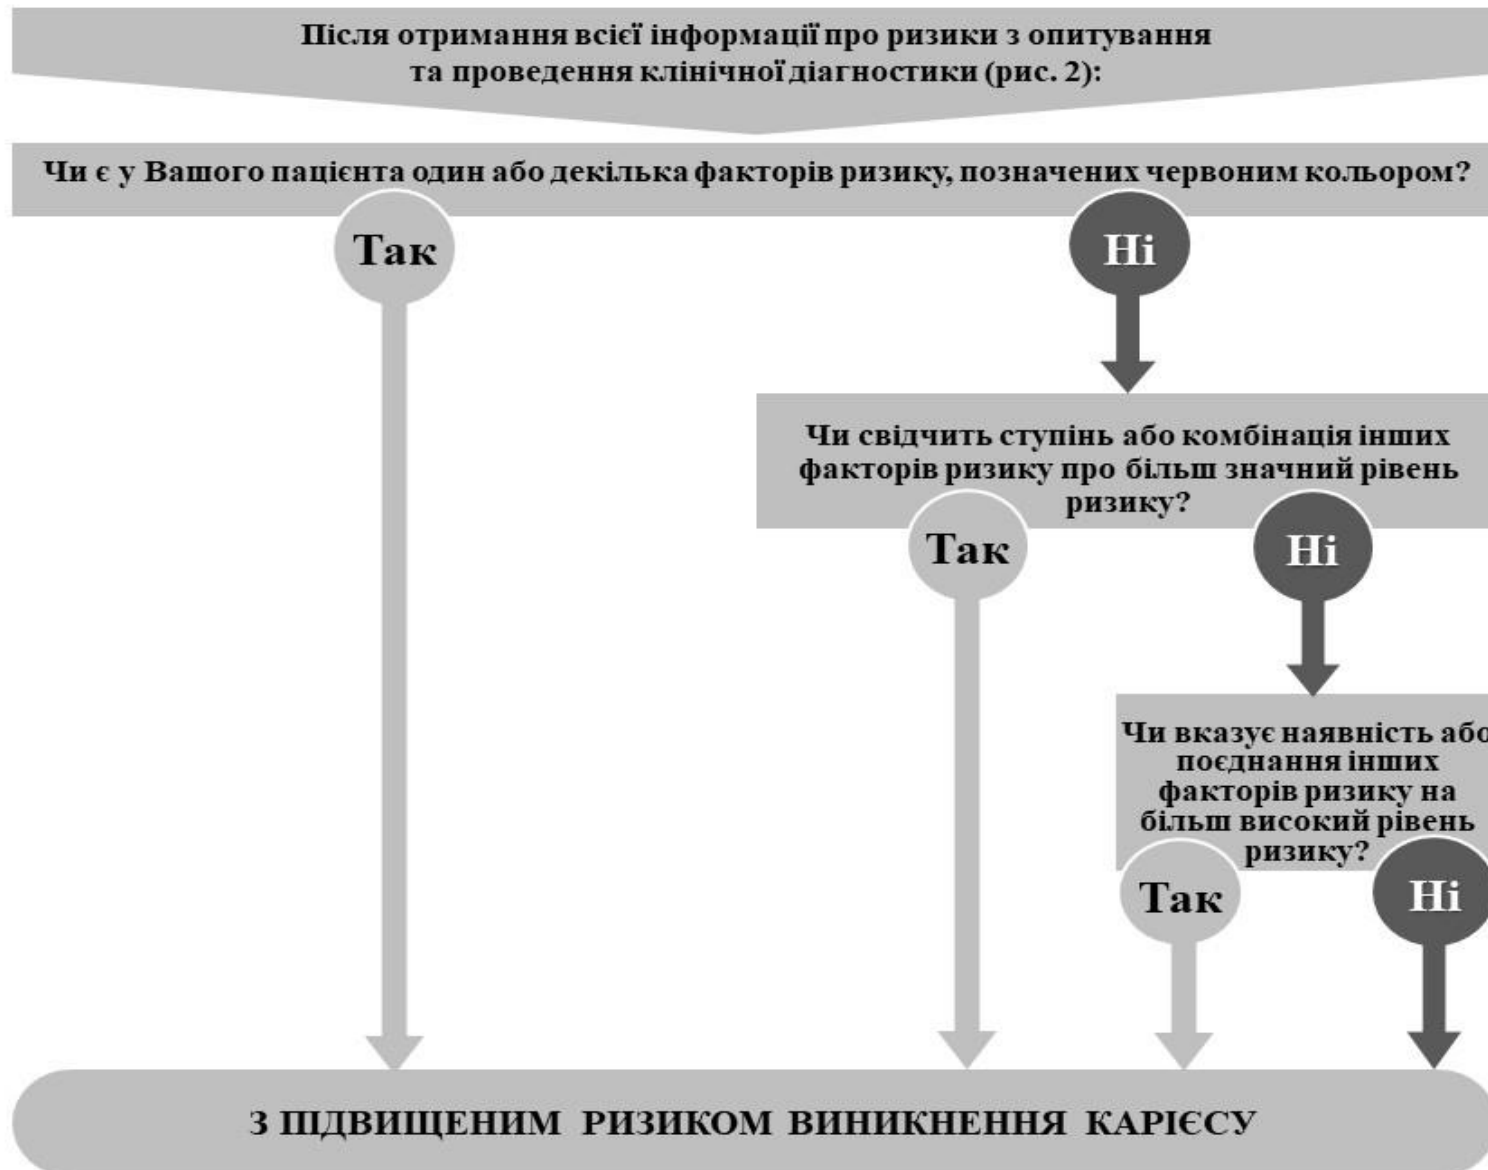 Після отримання всієї інформації про ризики з опитування
та проведення клінічної діагностики (рис. 2):
Чи є у Вашого пацієнта один або декілька факторів ризику, позначених червоним кольором?
Так
Ні
Чи свідчить ступінь або комбінація інших
факторів ризику про більш значний рівень
ризику?
Так
Ні
Чи вказує наявність або
поєднання інших
факторів ризику на
більш високий рівень
ризику?
Так
Ні
З ПІДВИЩЕНИМ РИЗИКОМ ВИНИКНЕННЯ КАРІЄСУ